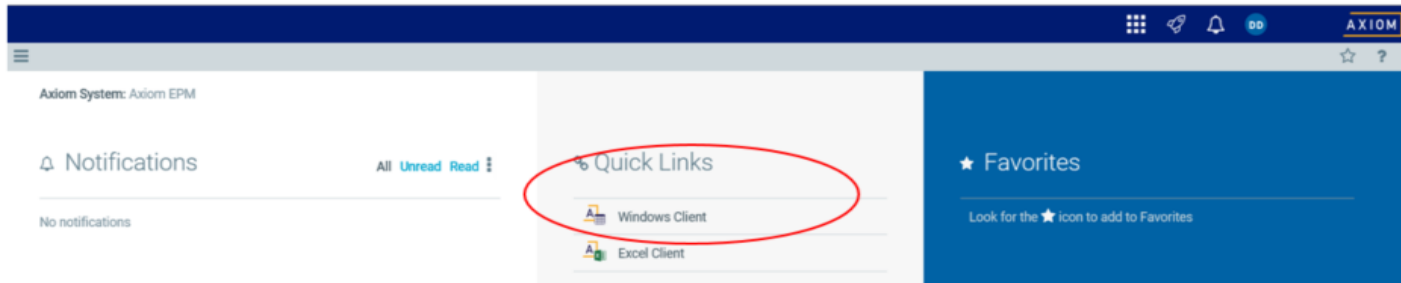 DD
AXIOM
?
Axiom System: Axiom EPM
Notifications
All Unread Read
No notifications
Quick Links
Windows Client
Excel Client
Favorites
Look for the icon to add to Favorites